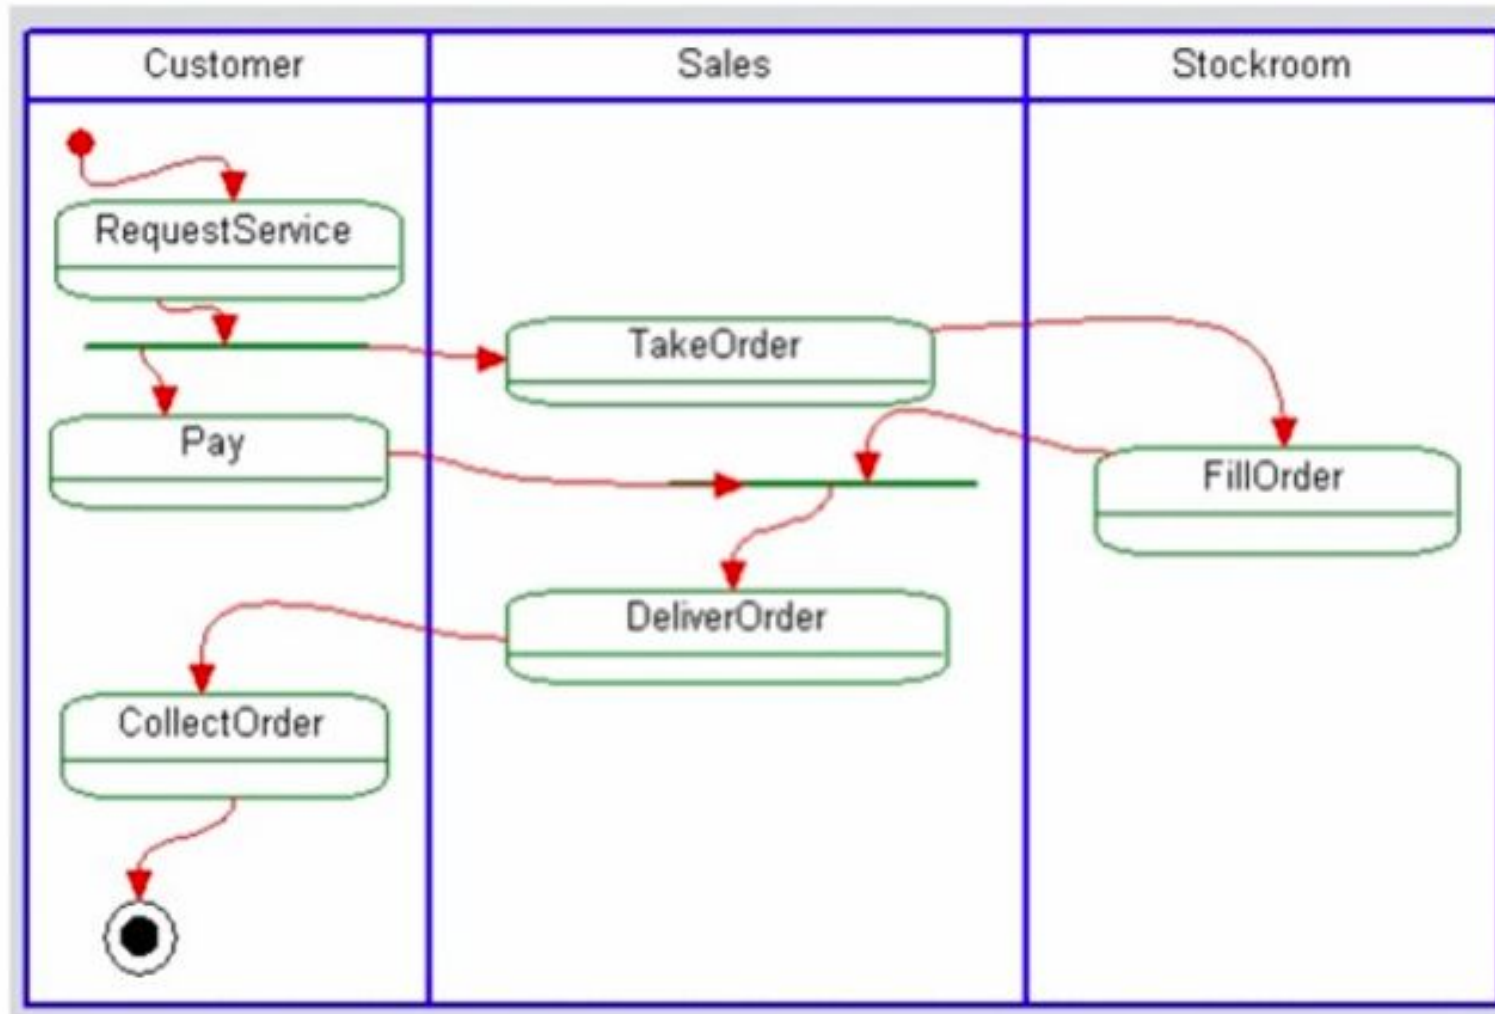 Customer
Sales
Stockroom
RequestService
TakeOrder
Pay
FillOrder
DeliverOrder
CollectOrder